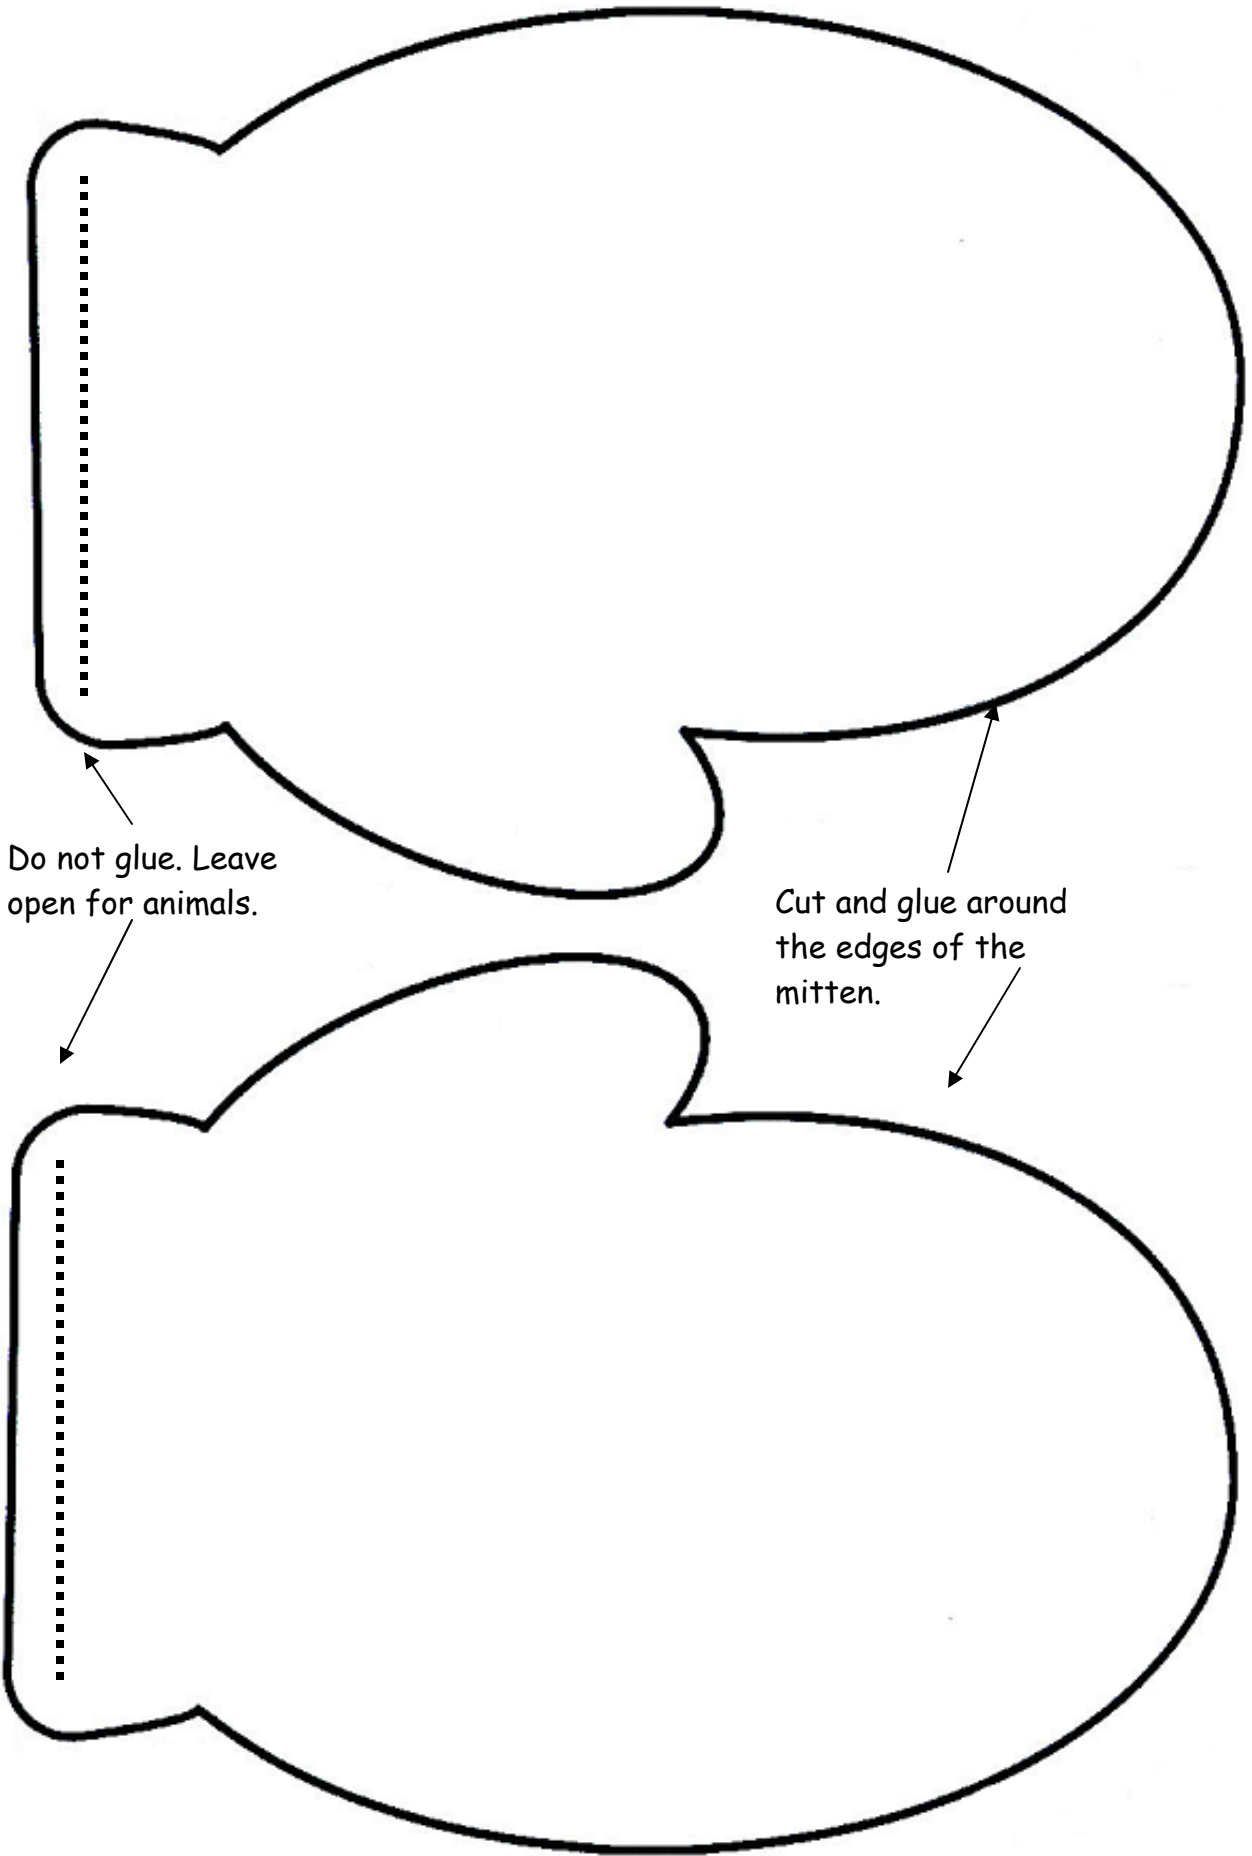 Do not glue. Leave
open for animals.
Cut and glue around
the edges of the
mitten.